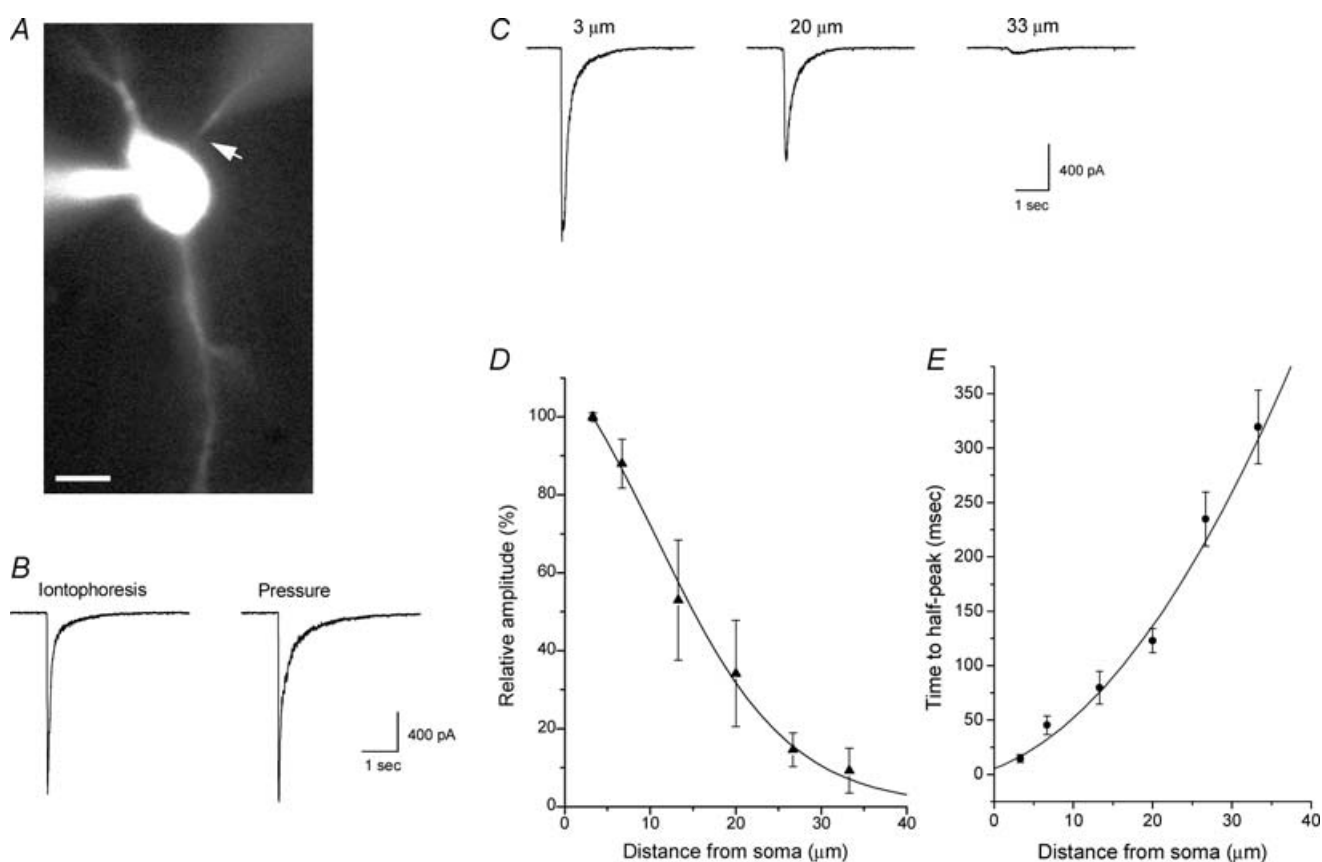 A
B
Iontophoresis
Pressure
400 pA
1 sec
C
3 μm
20 μm
33 μm
400 pA
1 sec
D
Relative amplitude (%)
100
80
60
40
20
0
0 10 20 30 40
Distance from soma (μm)
E
Time to half-peak (msec)
350
300
250
200
150
100
50
0
0 10 20 30 40
Distance from soma (μm)